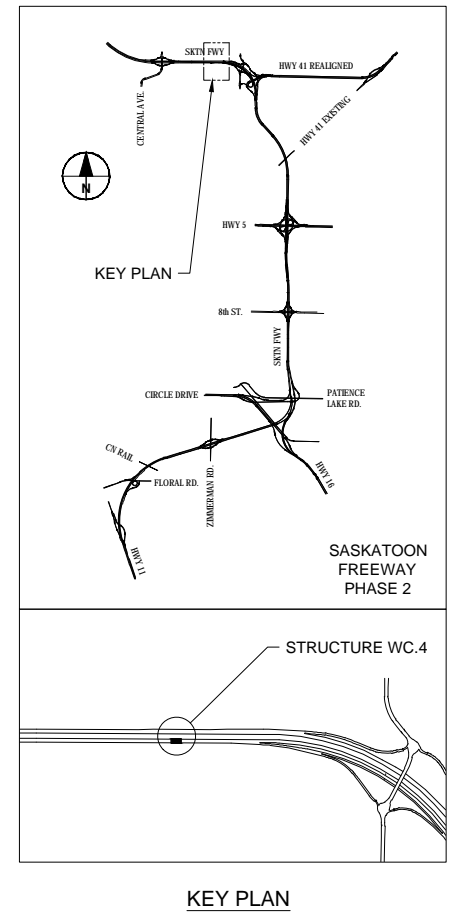 SKTN FWY
HWY 41 REALIGNED
CENTRAL AVE.
HWY 41 EXISTING
N
HWY 5
KEY PLAN
8th ST.
SKTN FWY
CIRCLE DRIVE
PATIENCE
LAKE RD.
CN RAIL
ZIMMERMAN RD.
FLORAL RD.
HWY 16
HWY 11
SASKATOON
FREEWAY
PHASE 2
STRUCTURE WC.4
KEY PLAN